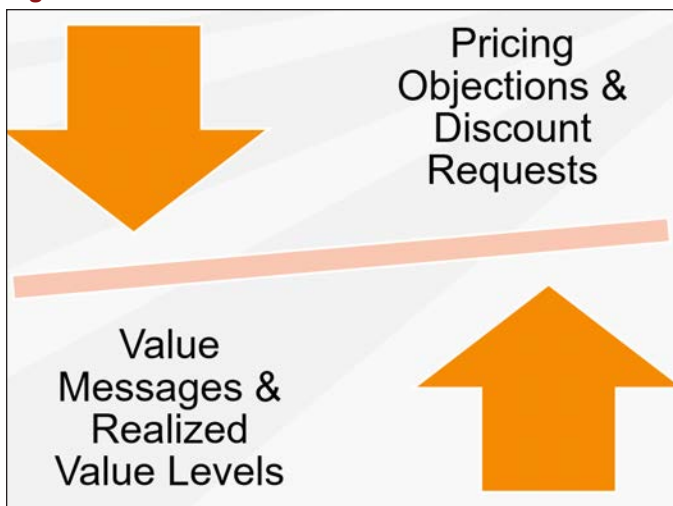 Pricing
Objections &
Discount
Requests
Value
Messages &
Realized
Value Levels